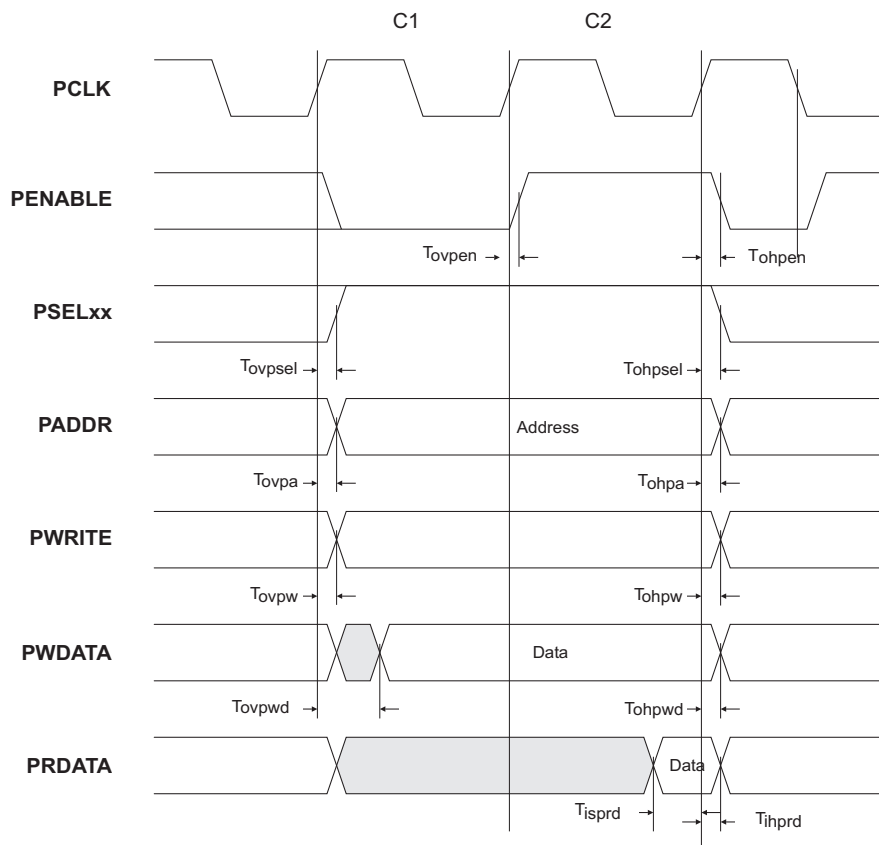 C1 C2
PCLK
PENABLE
Tovpen Tohpen
PSELxx
Tovpsel Tohpsel
PADDR Address
Tovpa Tohpa
PWRITE
Tovpw Tohpw
PWDATA Data
Tovpwd Tohpwd
PRDATA Data
Tisprd Tihprd